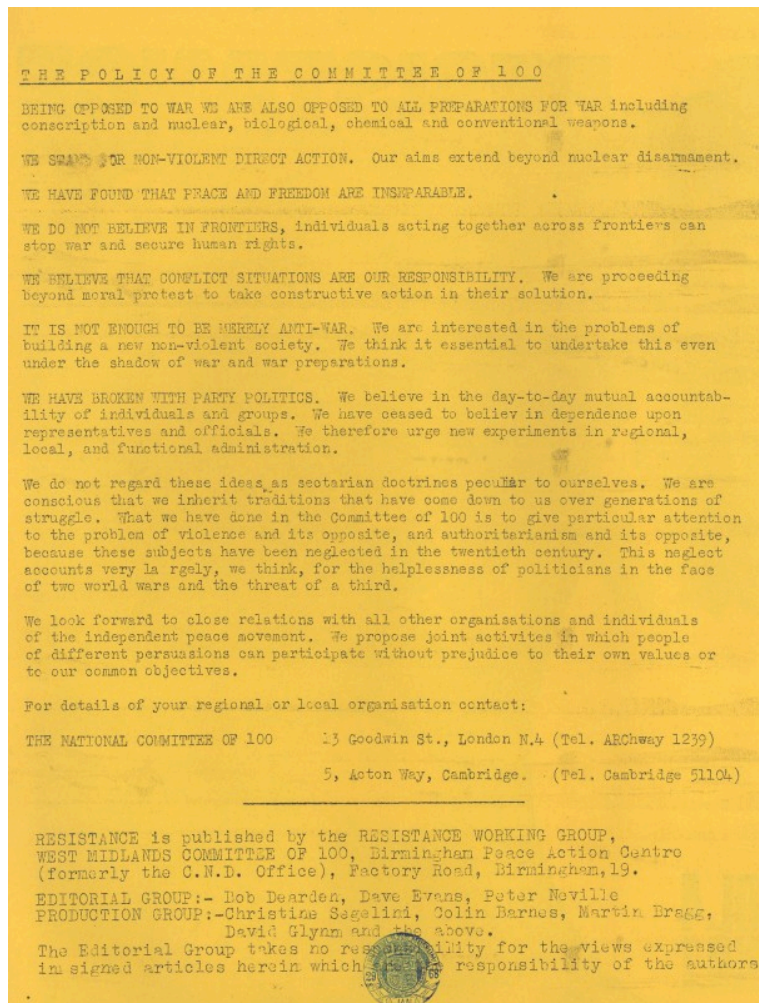 THE POLICY OF THE COMMITTEE OF 100
BEING OPPOSED TO WAR WE ARE ALSO OPPOSED TO ALL PREPARATIONS FOR WAR including
conscription and nuclear, biological, chemical and conventional weapons.
WE STAND FOR NON-VIOLENT DIRECT ACTION. Our aims extend beyond nuclear disarmament.
WE HAVE FOUND THAT PEACE AND FREEDOM ARE INSEPARABLE.
WE DO NOT BELIEVE IN FRONTIERS, individuals acting together across frontiers can
stop war and secure human rights.
WE BELIEVE THAT CONFLICT SITUATIONS ARE OUR RESPONSIBILITY. We are proceeding
beyond moral protest to take constructive action in their solution.
IT IS NOT ENOUGH TO BE MERELY ANTI-WAR. We are interested in the problems of
building a new non-violent society. We think it essential to undertake this even
under the shadow of war and war preparations.
WE HAVE BROKEN WITH PARTY POLITICS. We believe in the day-to-day mutual accountab-
ility of individuals and groups. We have ceased to believ in dependence upon
representatives and officials. We therefore urge new experiments in regional,
local, and functional administration.
We do not regard these ideas as sectarian doctrines peculiar to ourselves. We are
conscious that we inherit traditions that have come down to us over generations of
struggle. What we have done in the Committee of 100 is to give particular attention
to the problem of violence and its opposite, and authoritarianism and its opposite,
because these subjects have been neglected in the twentieth century. This neglect
accounts very la rgely, we think, for the helplessness of politicians in the face
of two world wars and the threat of a third.
We look forward to close relations with all other organisations and individuals
of the independent peace movement. We propose joint activites in which people
of different persuasions can participate without prejudice to their own values or
to our common objectives.
For details of your regional or local organisation contact:
THE NATIONAL COMMITTEE OF 100 13 Goodwin St., London N.4 (Tel. ARChway 1239)
5, Acton Way, Cambridge. (Tel. Cambridge 51104)
RESISTANCE is published by the RESISTANCE WORKING GROUP,
WEST MIDLANDS COMMITTEE OF 100, Birmingham Peace Action Centre
(formerly the C.N.D. Office), Factory Road, Birmingham,19.
EDITORIAL GROUP:- Bob Dearden, Dave Evans, Peter Neville
PRODUCTION GROUP:-Christine Segelini, Colin Barnes, Martin Bragg,
David Glynn and the above.
The Editorial Group takes no responsibility for the views expressed
in signed articles herein which responsibility of the authors